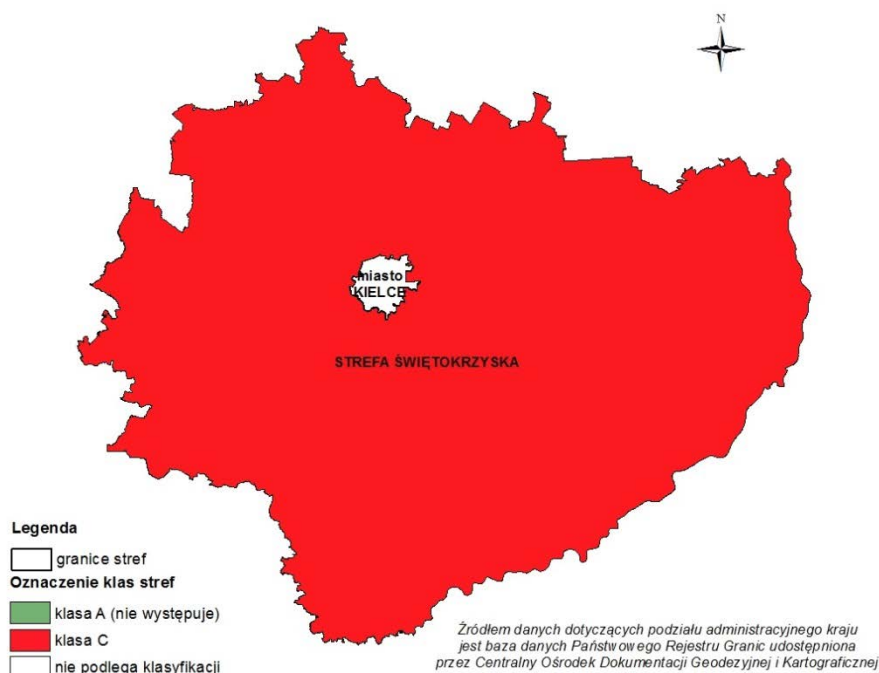 N
miasto
KIELCE
STREFA ŚWIĘTOKRZYSKA
Legenda
granice stref
Oznaczenie klas stref
klasa A (nie występuje)
klasa C
nie podlega klasyfikacji
Źródłem danych dotyczących podziału administracyjnego kraju
jest baza danych Państwowego Rejestru Granic udostępniona
przez Centralny Ośrodek Dokumentacji Geodezyjnej i Kartograficznej